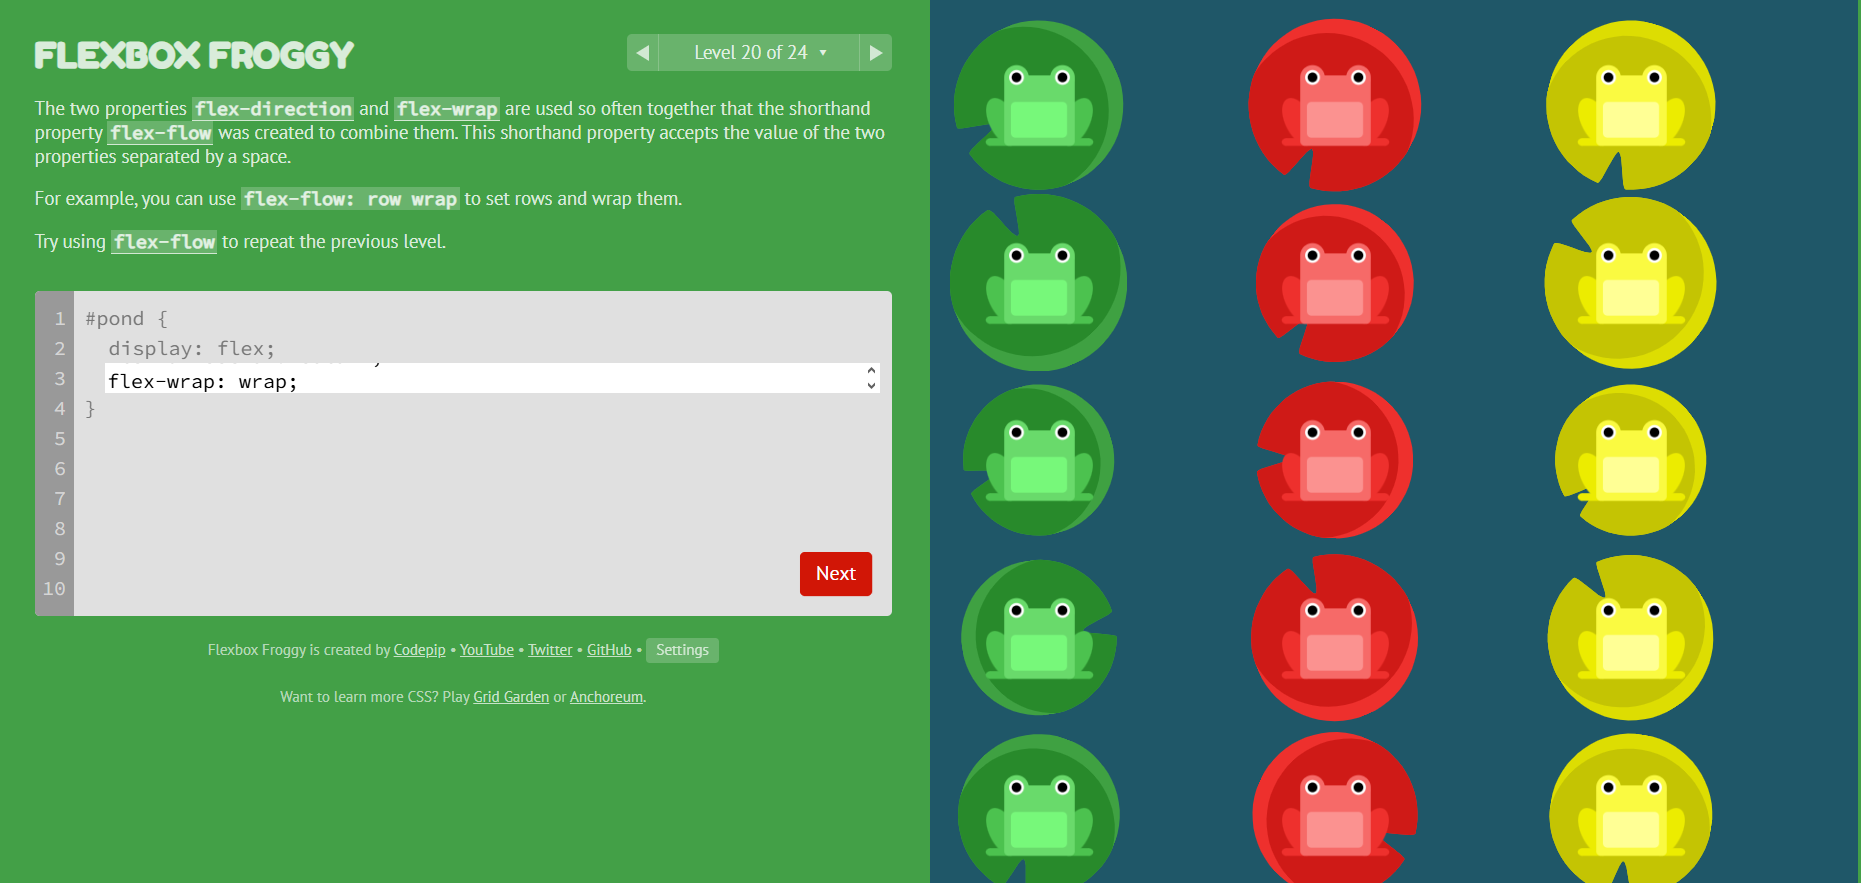 FLEXBOX FROGGY
Level 20 of 24
The two properties flex-direction and flex-wrap are used so often together that the shorthand
property flex-flow was created to combine them. This shorthand property accepts the value of the two
properties separated by a space.
For example, you can use flex-flow: row wrap to set rows and wrap them.
Try using flex-flow to repeat the previous level.
1 #pond {
2 display: flex;
3 flex-wrap: wrap;
4 }
5
6
7
8
9
10
Next
Flexbox Froggy is created by Codepip • YouTube • Twitter • GitHub • Settings
Want to learn more CSS? Play Grid Garden or Anchoreum.